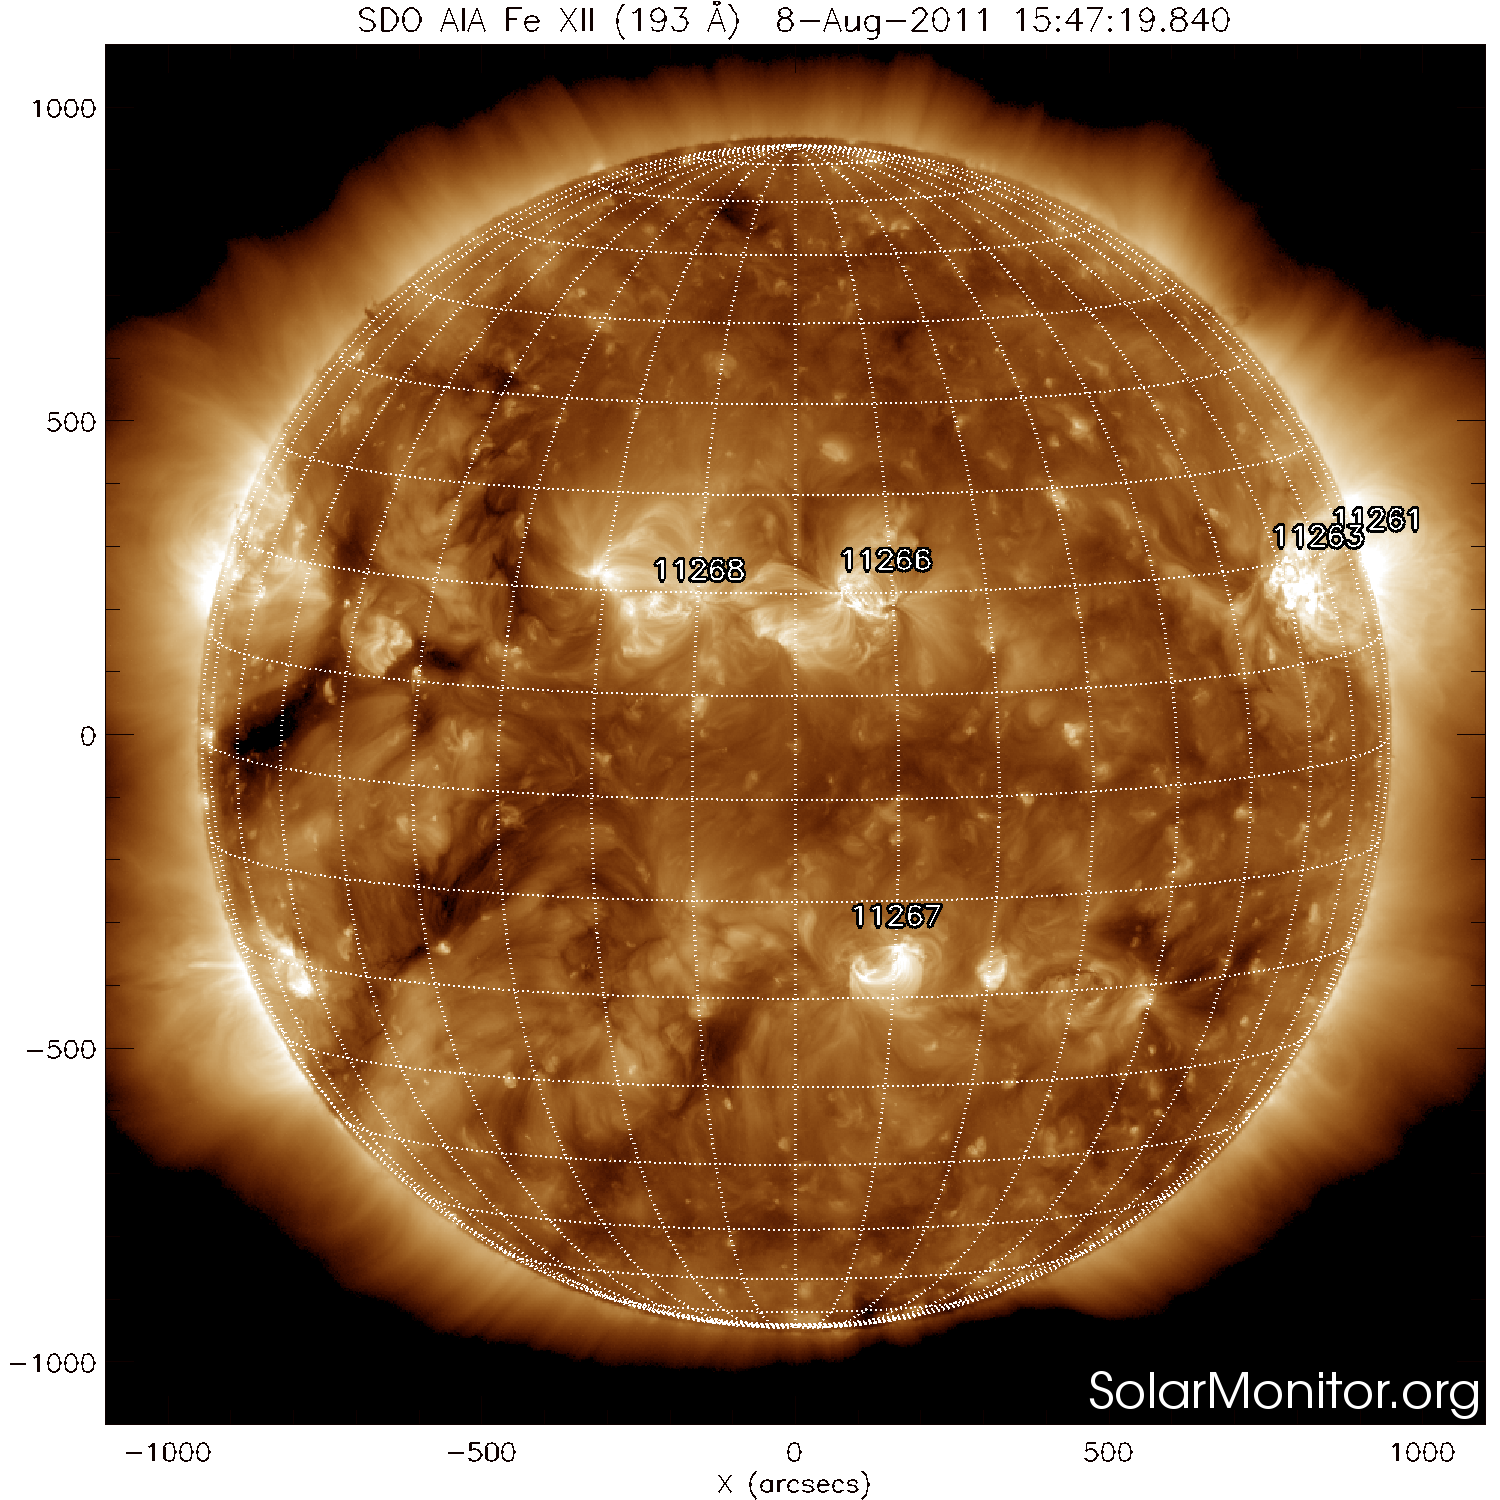 SDO AIA Fe XII (193 Å)  8-Aug-2011 15:47:19.840
1000
500
11261
11263
11266
11268
0
11267
-500
-1000
SolarMonitor.org
-1000 -500 0 500 1000
X (arcsecs)